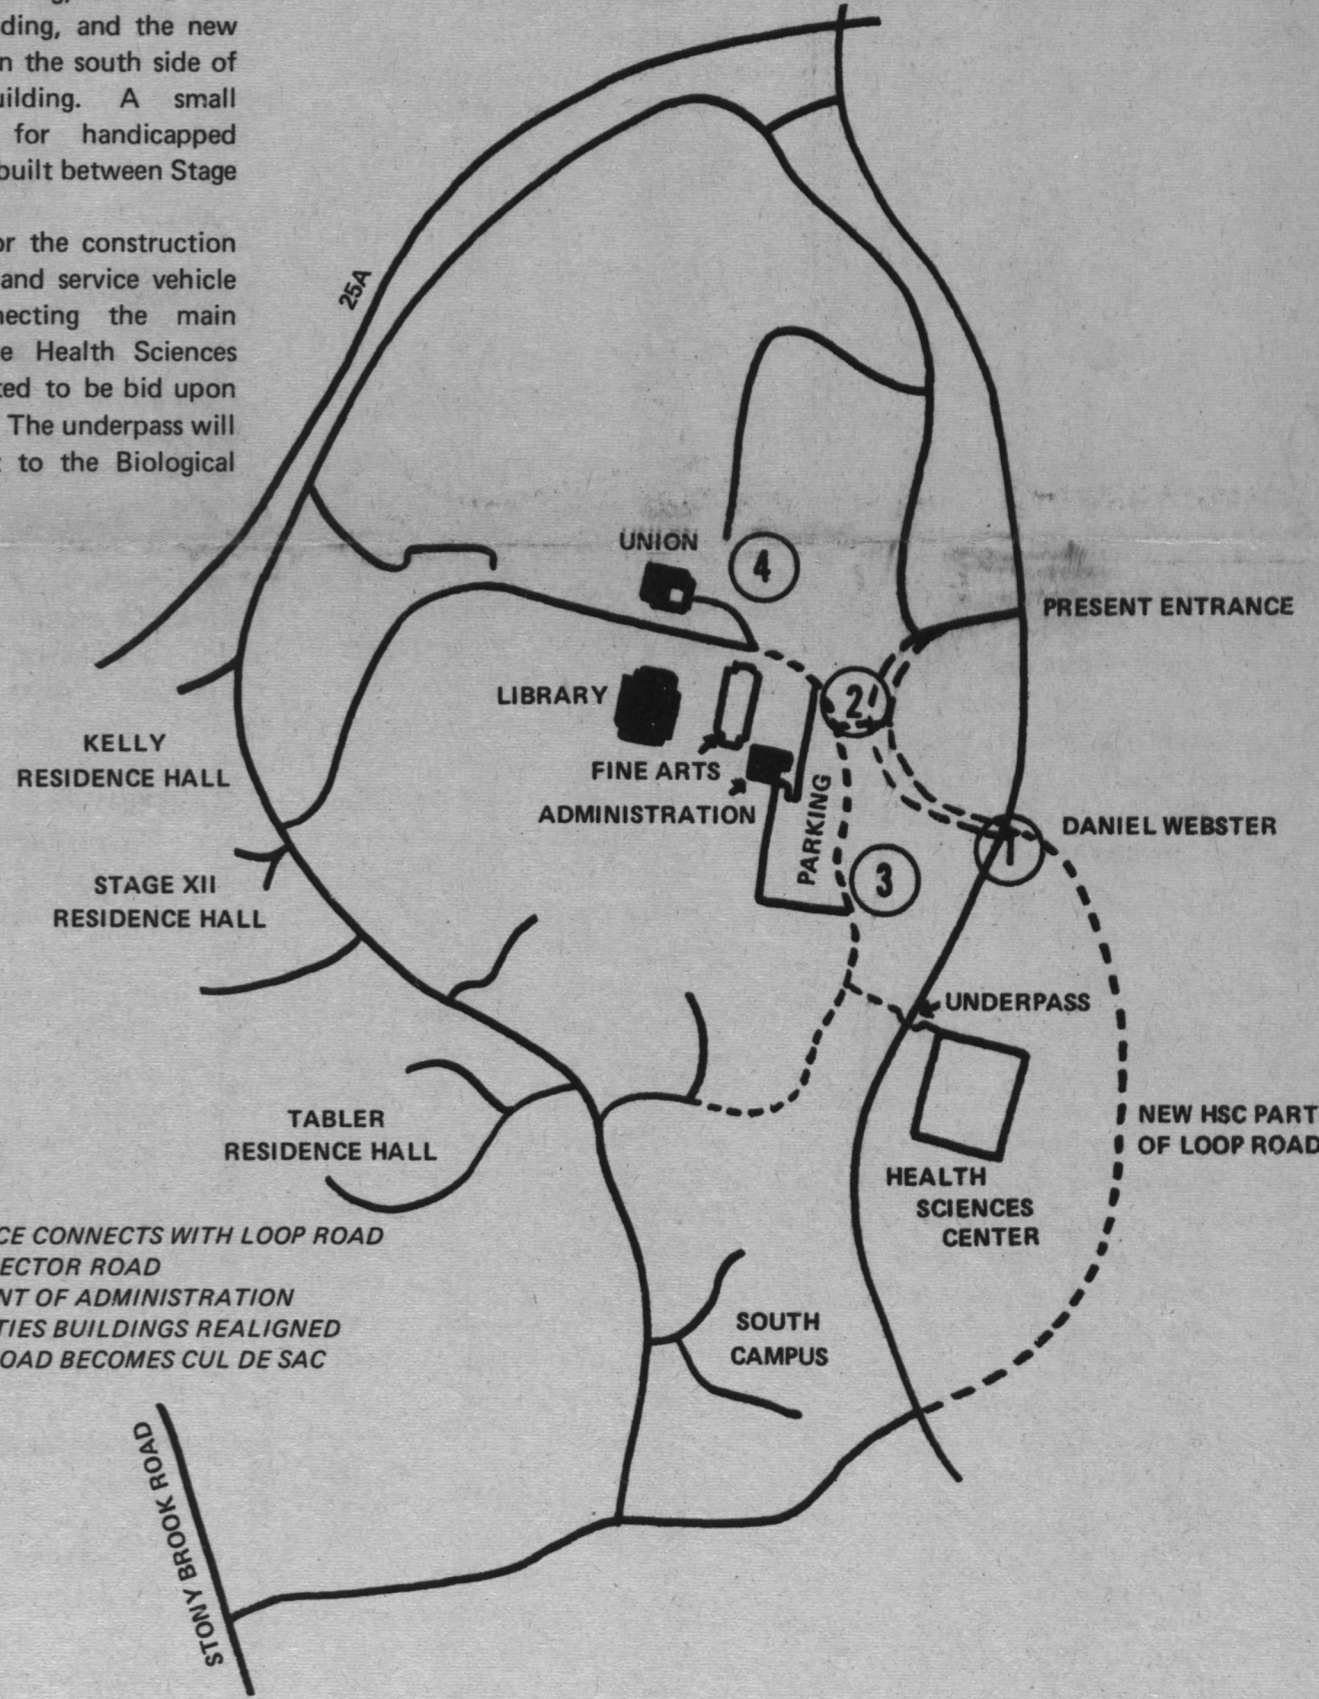 ding, and the new
n the south side of
uilding. A small
for handicapped
built between Stage
or the construction
and service vehicle
necting the main
e Health Sciences
ted to be bid upon
The underpass will
t to the Biological
25A
UNION
4
PRESENT ENTRANCE
LIBRARY
2
KELLY
RESIDENCE HALL
FINE ARTS
ADMINISTRATION
PARKING
DANIEL WEBSTER
1
3
STAGE XII
RESIDENCE HALL
UNDERPASS
TABLER
RESIDENCE HALL
NEW HSC PART
OF LOOP ROAD
HEALTH
SCIENCES
CENTER
CE CONNECTS WITH LOOP ROAD
ECTOR ROAD
NT OF ADMINISTRATION
TIES BUILDINGS REALIGNED
OAD BECOMES CUL DE SAC
SOUTH
CAMPUS
STONY BROOK ROAD